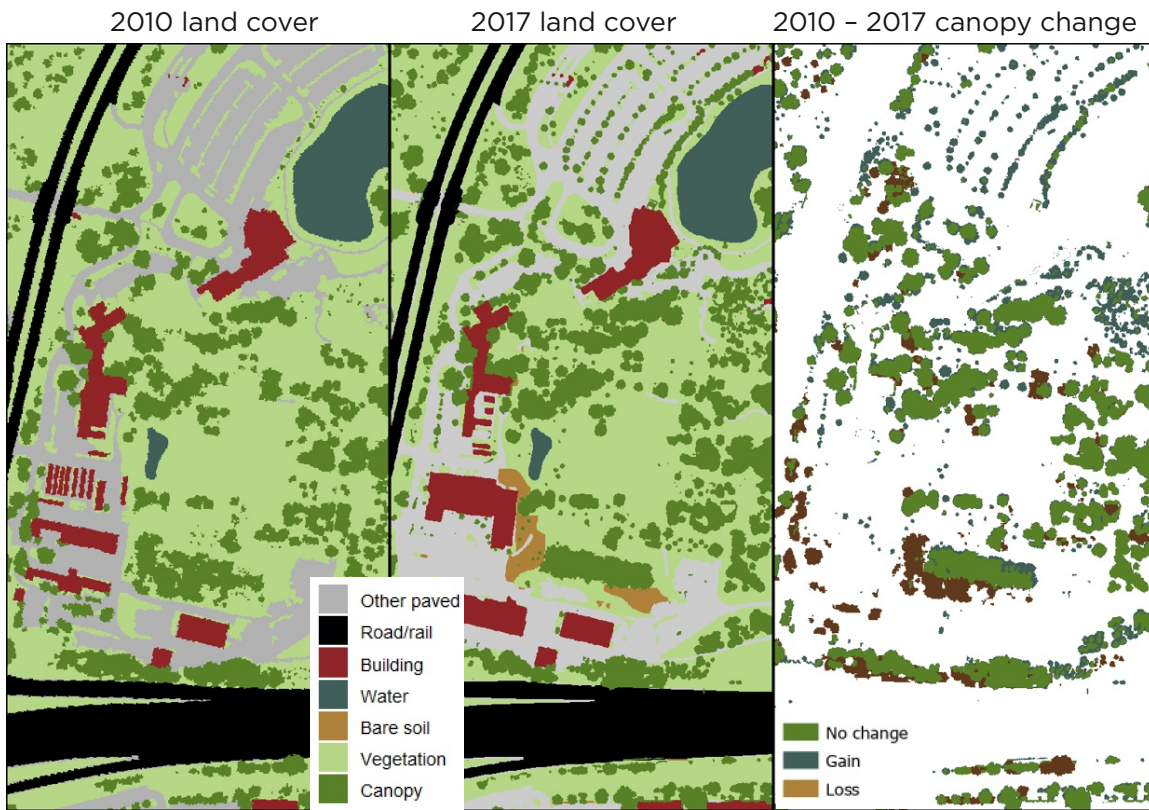 2010 land cover
2017 land cover
2010 – 2017 canopy change
Other paved
Road/rail
Building
Water
Bare soil
Vegetation
Canopy
No change
Gain
Loss